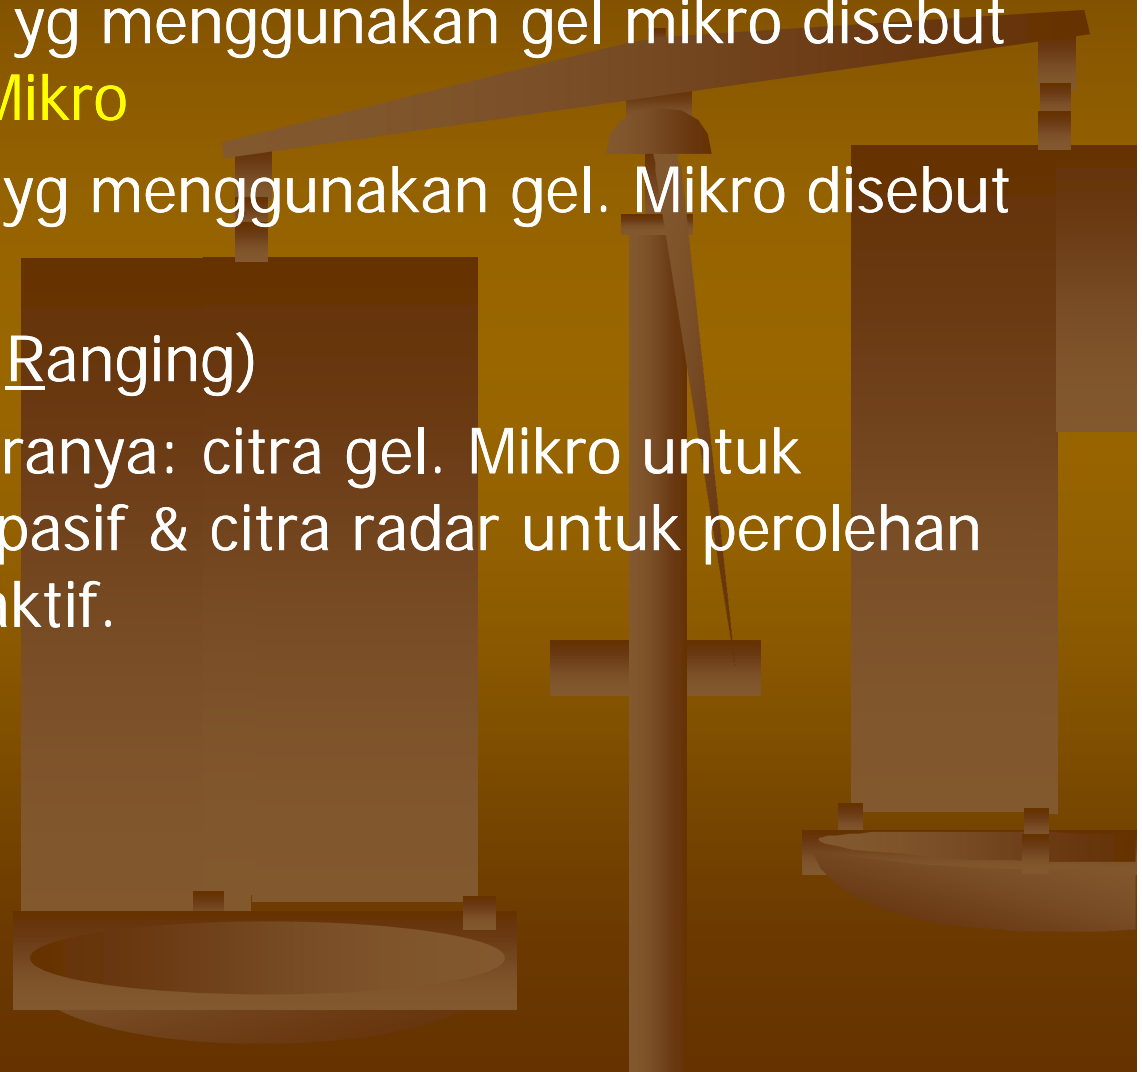 yg menggunakan gel mikro disebut
Mikro
yg menggunakan gel. Mikro disebut
Ranging)
ranya: citra gel. Mikro untuk
pasif & citra radar untuk perolehan
aktif.